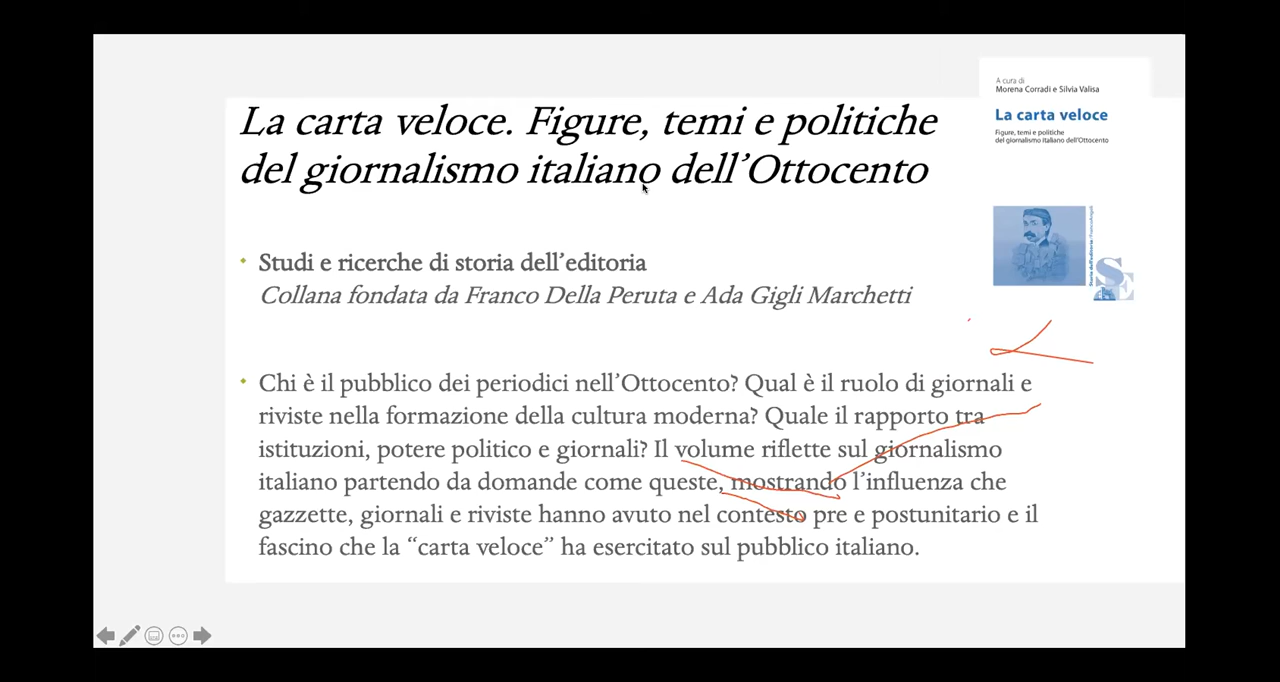 La carta veloce. Figure, temi e politiche
del giornalismo italiano dell’Ottocento
Studi e ricerche di storia dell’editoria
Collana fondata da Franco Della Peruta e Ada Gigli Marchetti
Chi è il pubblico dei periodici nell’Ottocento? Qual è il ruolo di giornali e
riviste nella formazione della cultura moderna? Quale il rapporto tra
istituzioni, potere politico e giornali? Il volume riflette sul giornalismo
italiano partendo da domande come queste, mostrando l’influenza che
gazzette, giornali e riviste hanno avuto nel contesto pre e postunitario e il
fascino che la “carta veloce” ha esercitato sul pubblico italiano.
A cura di
Morena Corradi e Silvia Valisa
La carta veloce
Figure, temi e politiche
del giornalismo italiano dell’Ottocento
Storia dell’editoria FrancoAngeli
SE